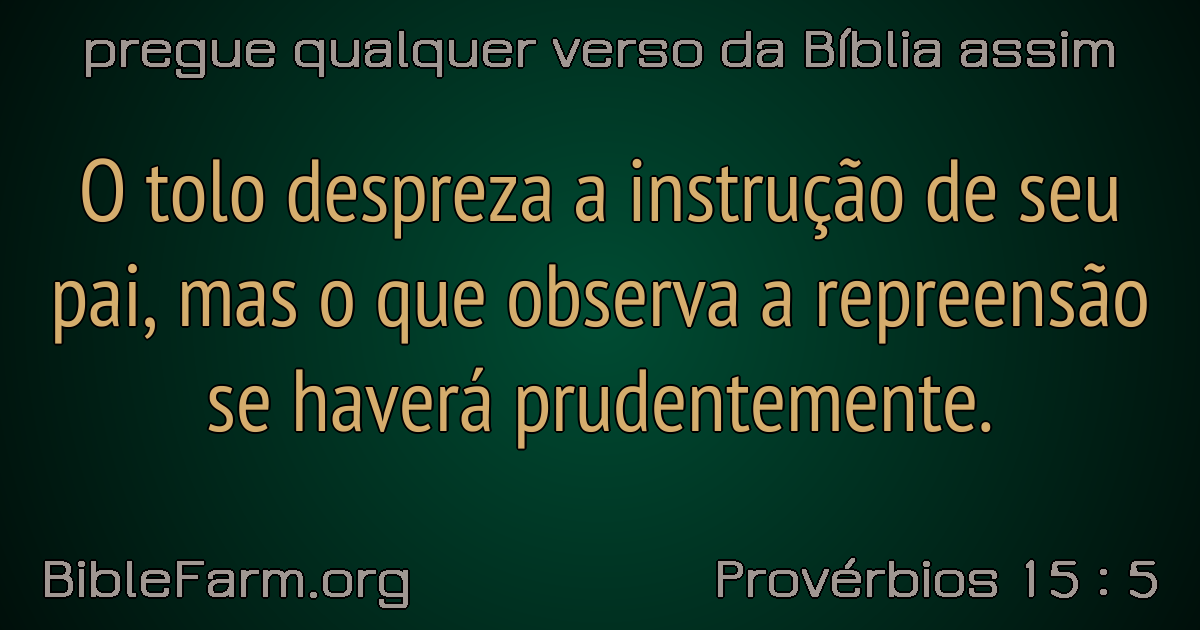 pregue qualquer verso da Bíblia assim
O tolo despreza a instrução de seu
pai, mas o que observa a repreensão
se haverá prudentemente.
BibleFarm.org
Provérbios 15 : 5